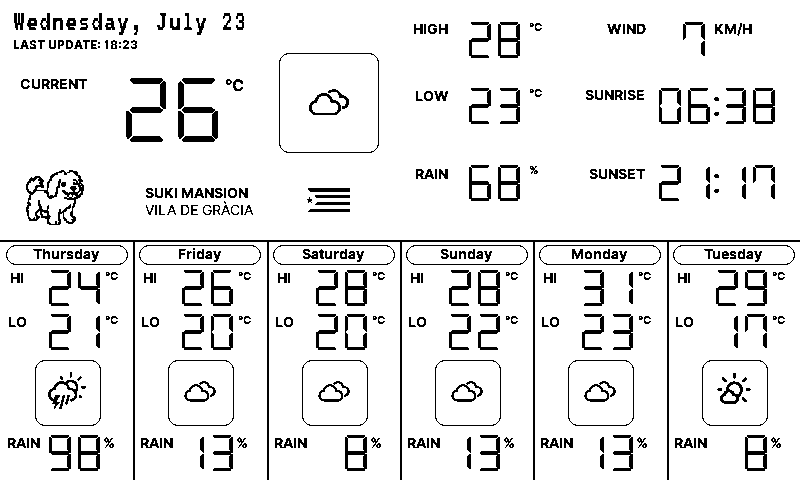 Wednesday, July 23
LAST UPDATE: 18:23
CURRENT 26 °C
SUKI MANSION
VILA DE GRÀCIA
HIGH 28 °C
LOW 23 °C
RAIN 68 %
WIND 7 KM/H
SUNRISE 06:38
SUNSET 21:17
Thursday
HI 24 °C
LO 21 °C
RAIN 98 %
Friday
HI 26 °C
LO 20 °C
RAIN 13 %
Saturday
HI 28 °C
LO 20 °C
RAIN 8 %
Sunday
HI 28 °C
LO 22 °C
RAIN 13 %
Monday
HI 31 °C
LO 23 °C
RAIN 13 %
Tuesday
HI 29 °C
LO 17 °C
RAIN 8 %